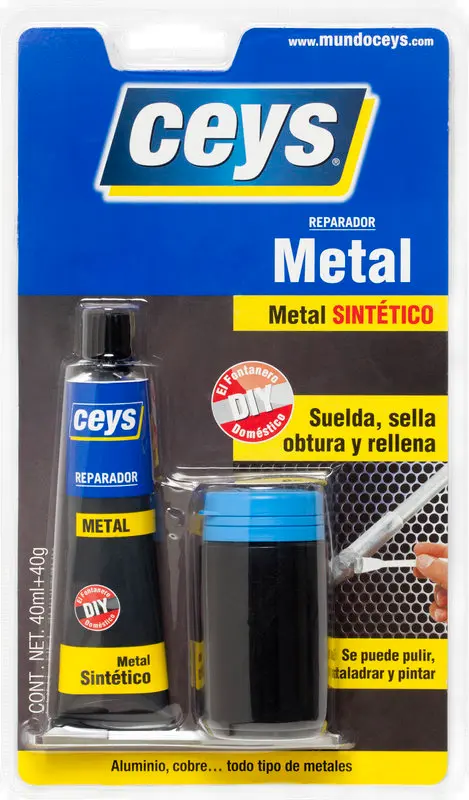 www.mundoceys.com
ceys®
REPARADOR
Metal
Metal SINTÉTICO
El Fontanero
DIY
Doméstico
Suelda, sella
obtura y rellena
ceys
REPARADOR
METAL
El Fontanero
DIY
Doméstico
Metal
Sintético
CONT. NET. 40ml+40g
Se puede pulir,
taladrar y pintar
Aluminio, cobre... todo tipo de metales